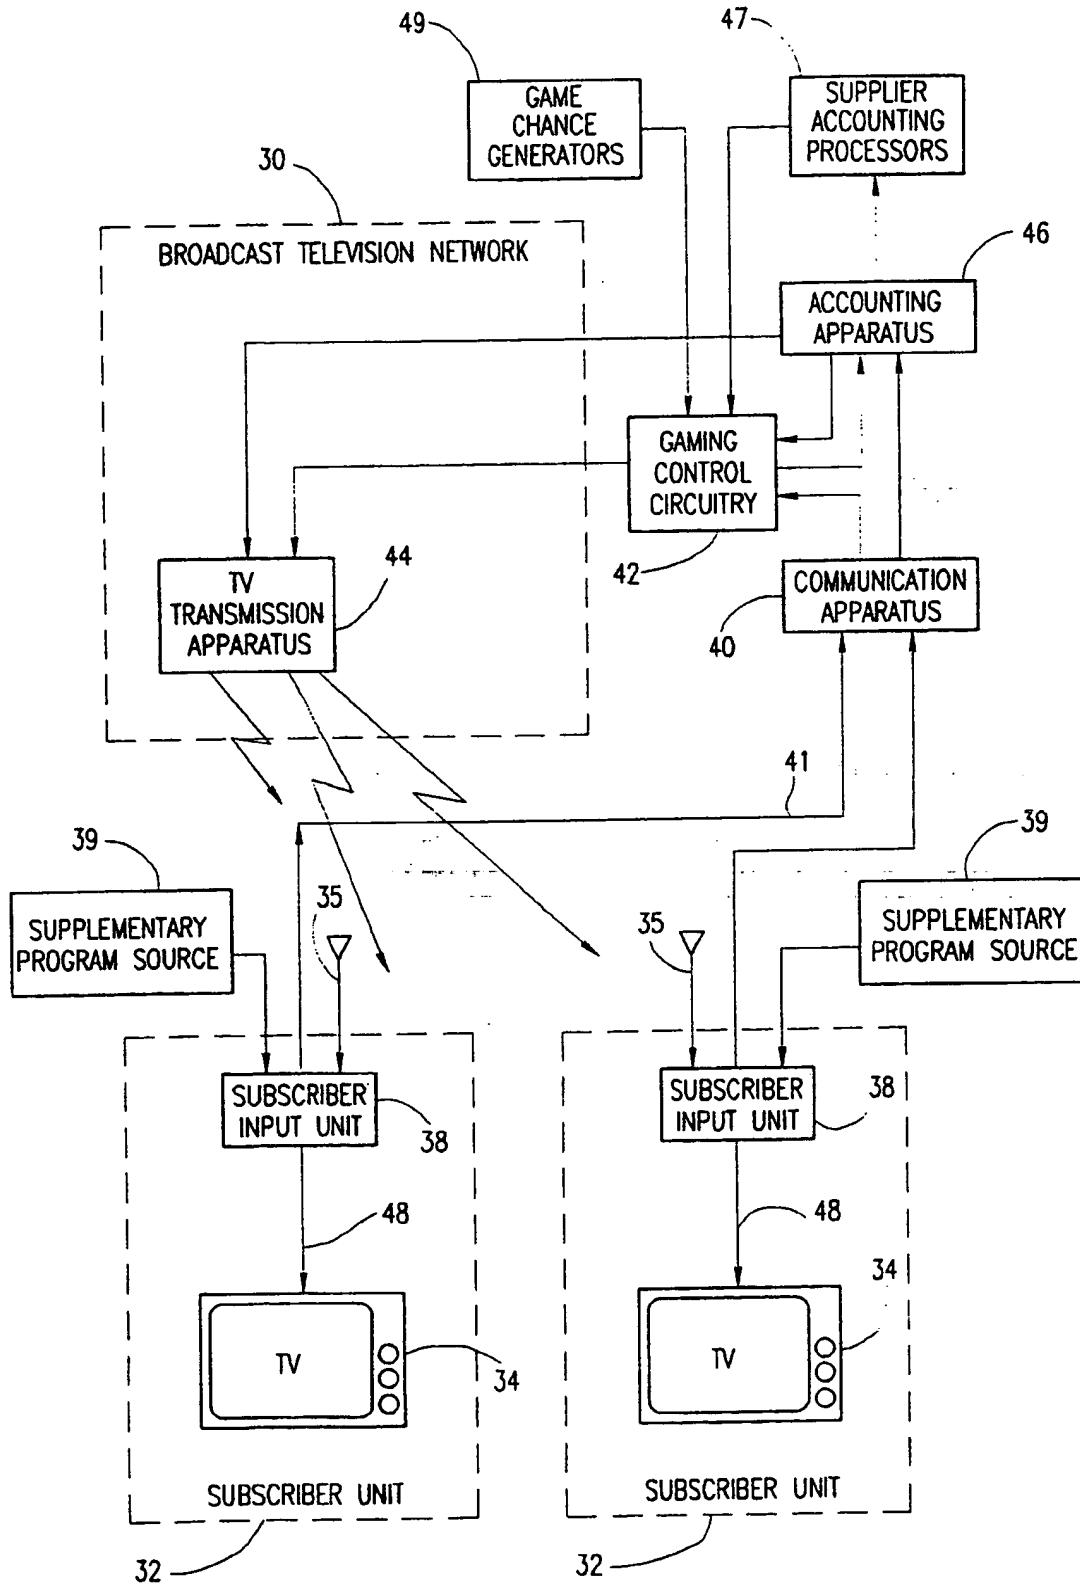 49
GAME
CHANCE
GENERATORS
47
SUPPLIER
ACCOUNTING
PROCESSORS
30
BROADCAST TELEVISION NETWORK
46
ACCOUNTING
APPARATUS
GAMING
CONTROL
CIRCUITRY
42
44
TV
TRANSMISSION
APPARATUS
COMMUNICATION
APPARATUS
40
41
39
SUPPLEMENTARY
PROGRAM SOURCE
35
35
39
SUPPLEMENTARY
PROGRAM SOURCE
SUBSCRIBER
INPUT UNIT
38
SUBSCRIBER
INPUT UNIT
38
48
48
TV
34
TV
34
SUBSCRIBER UNIT
SUBSCRIBER UNIT
32
32